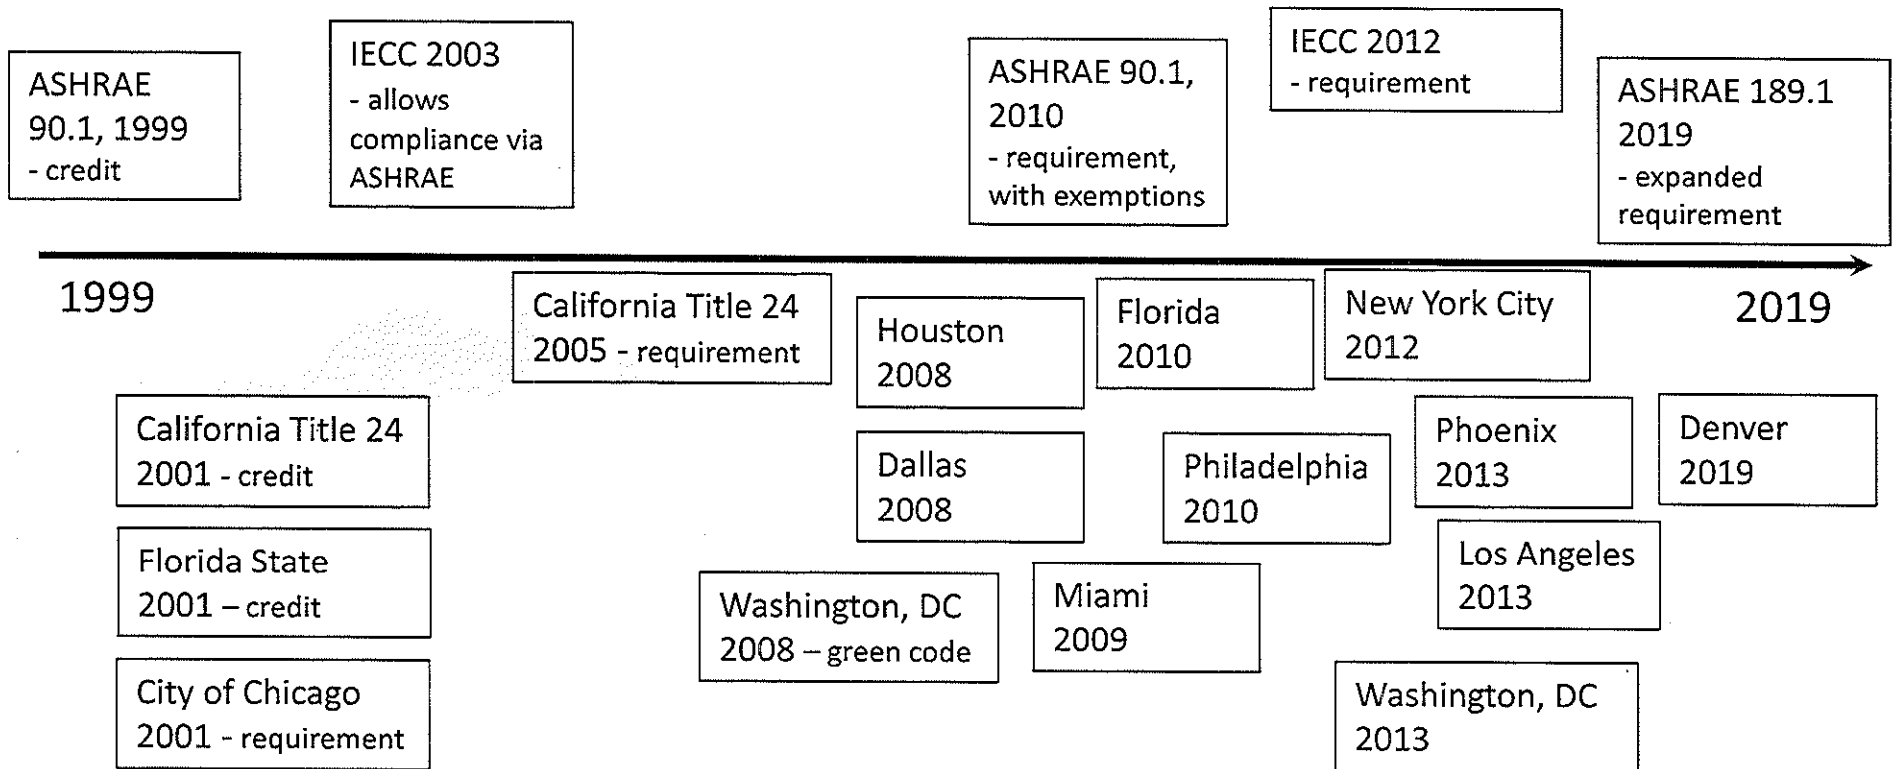 ASHRAE
90.1, 1999
- credit
IECC 2003
- allows
compliance via
ASHRAE
ASHRAE 90.1,
2010
- requirement,
with exemptions
IECC 2012
- requirement
ASHRAE 189.1
2019
- expanded
requirement
1999
2019
California Title 24
2005 - requirement
Houston
2008
Florida
2010
New York City
2012
California Title 24
2001 - credit
Dallas
2008
Philadelphia
2010
Phoenix
2013
Denver
2019
Florida State
2001 – credit
Washington, DC
2008 – green code
Miami
2009
Los Angeles
2013
City of Chicago
2001 - requirement
Washington, DC
2013